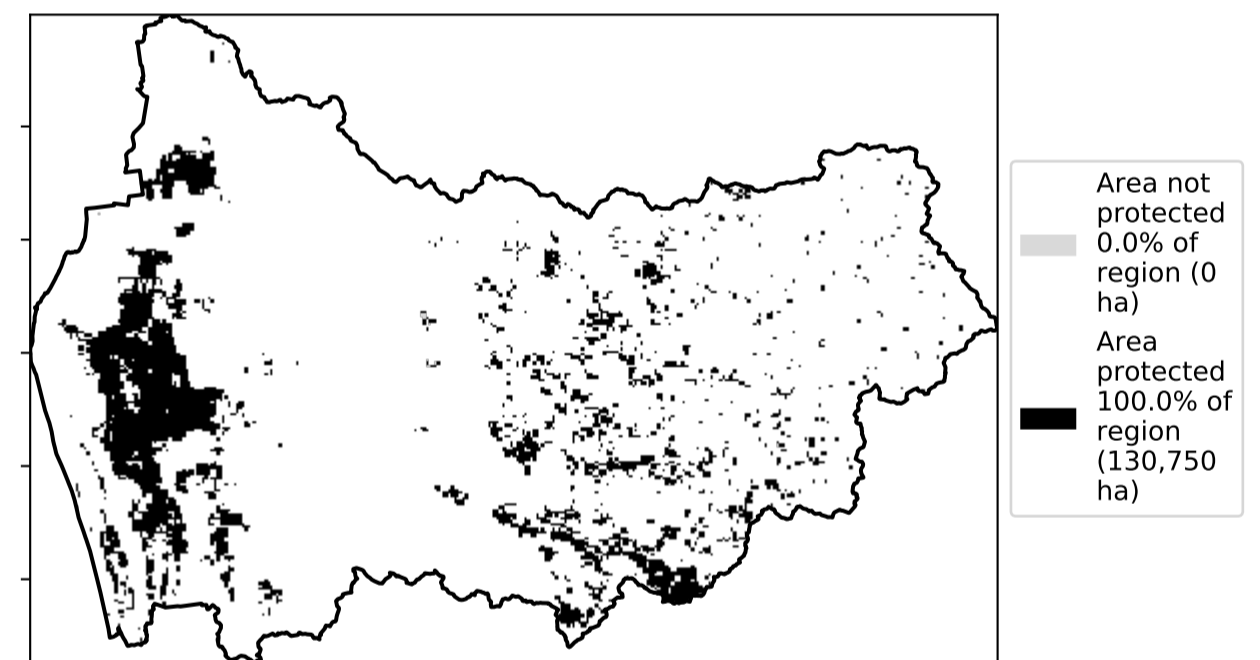 Area not
protected
0.0% of
region (0
ha)
Area
protected
100.0% of
region
(130,750
ha)